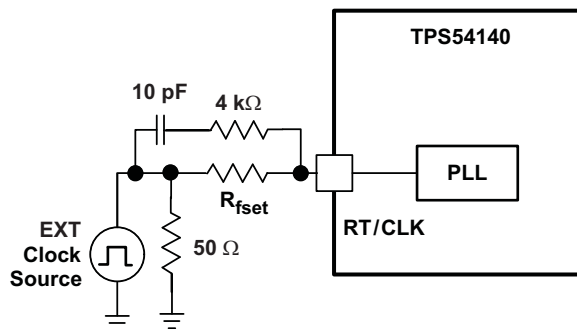 TPS54140
10 pF
4 kΩ
PLL
Rfset
RT/CLK
EXT
Clock
Source
50 Ω